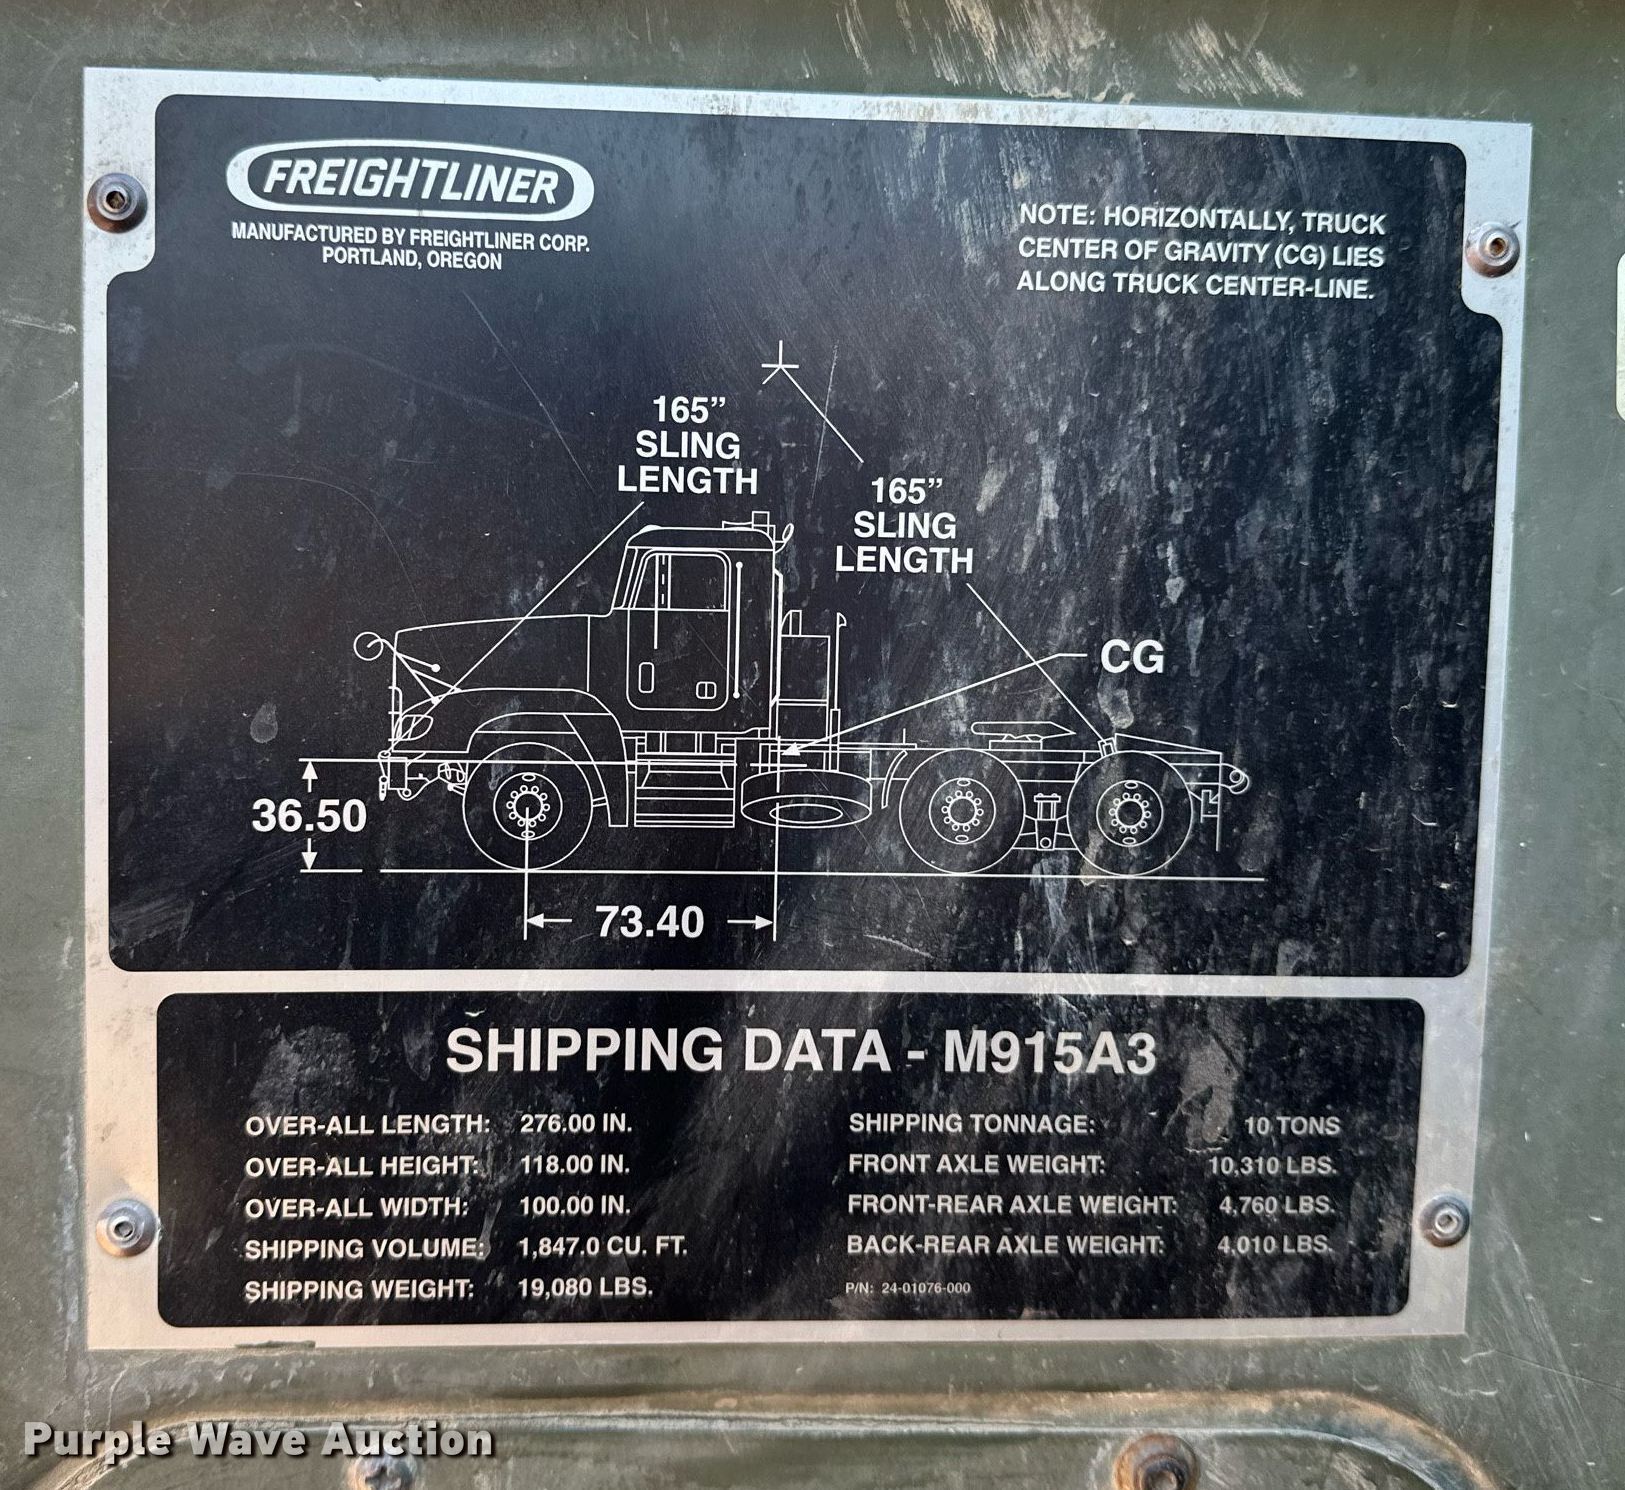 FREIGHTLINER
MANUFACTURED BY FREIGHTLINER CORP.
PORTLAND, OREGON
NOTE: HORIZONTALLY, TRUCK
CENTER OF GRAVITY (CG) LIES
ALONG TRUCK CENTER-LINE.
165”
SLING
LENGTH
165”
SLING
LENGTH
CG
36.50
73.40
SHIPPING DATA - M915A3
OVER-ALL LENGTH: 276.00 IN.
OVER-ALL HEIGHT: 118.00 IN.
OVER-ALL WIDTH: 100.00 IN.
SHIPPING VOLUME: 1,847.0 CU. FT.
SHIPPING WEIGHT: 19,080 LBS.
SHIPPING TONNAGE: 10 TONS
FRONT AXLE WEIGHT: 10,310 LBS.
FRONT-REAR AXLE WEIGHT: 4,760 LBS.
BACK-REAR AXLE WEIGHT: 4,010 LBS.
P/N: 24-01076-000
Purple Wave Auction